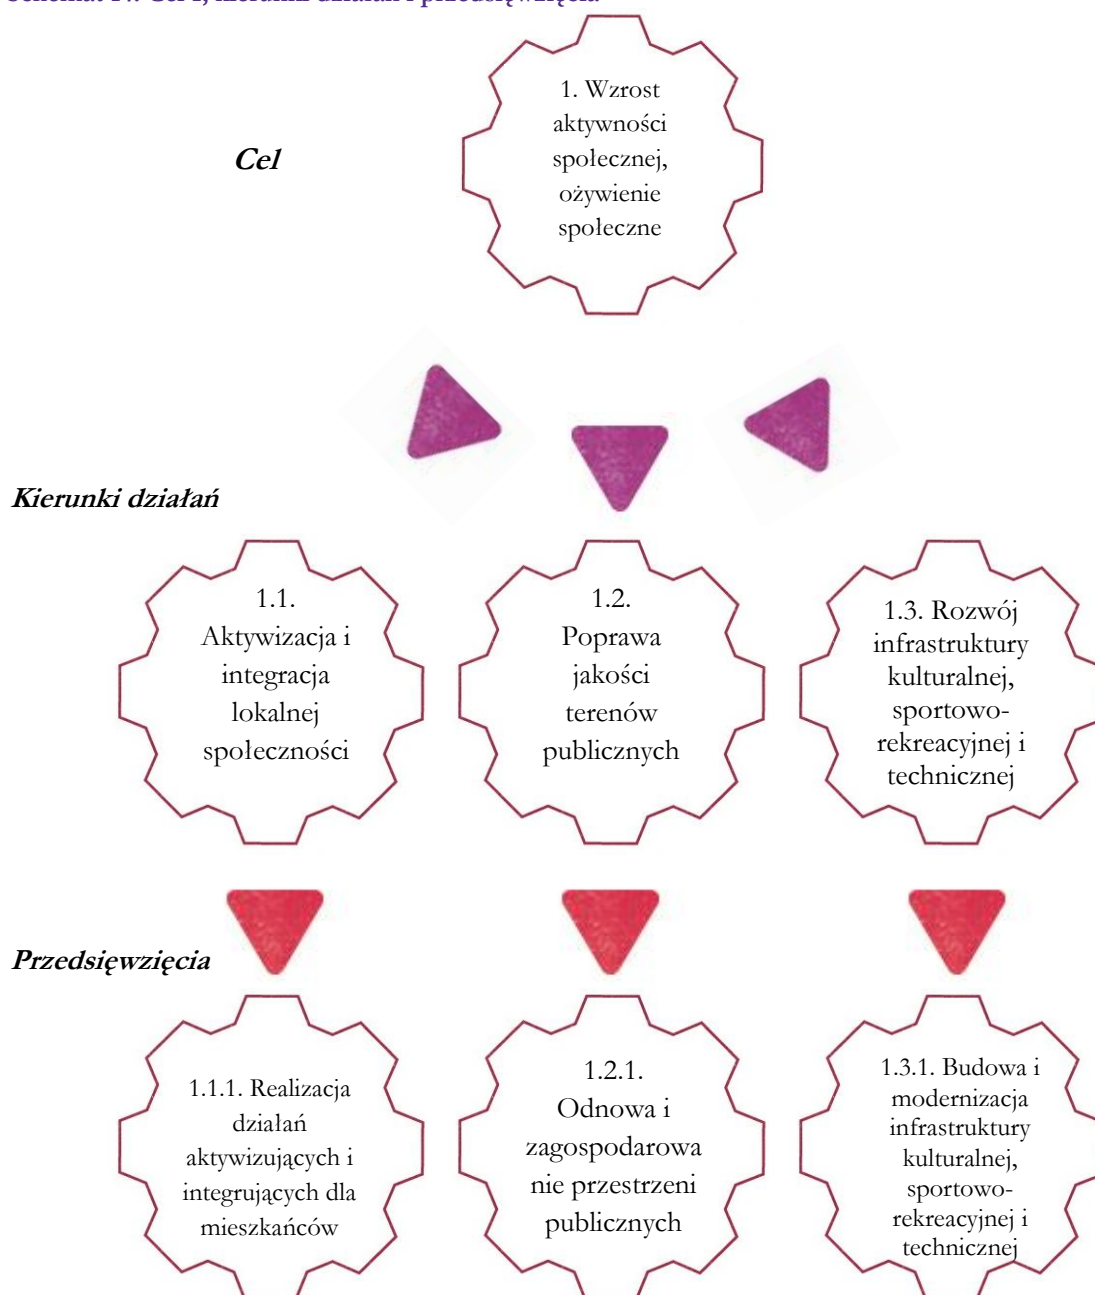 1. Wzrost
aktywności
społecznej,
ożywienie
społeczne
Cel
Kierunki działań
1.1.
Aktywizacja i
integracja
lokalnej
społeczności
1.2.
Poprawa
jakości
terenów
publicznych
1.3. Rozwój
infrastruktury
kulturalnej,
sportowo-
rekreacyjnej i
technicznej
Przedsięwzięcia
1.1.1. Realizacja
działań
aktywizujących i
integrujących dla
mieszkańców
1.2.1.
Odnowa i
zagospodarowa
nie przestrzeni
publicznych
1.3.1. Budowa i
modernizacja
infrastruktury
kulturalnej,
sportowo-
rekreacyjnej i
technicznej